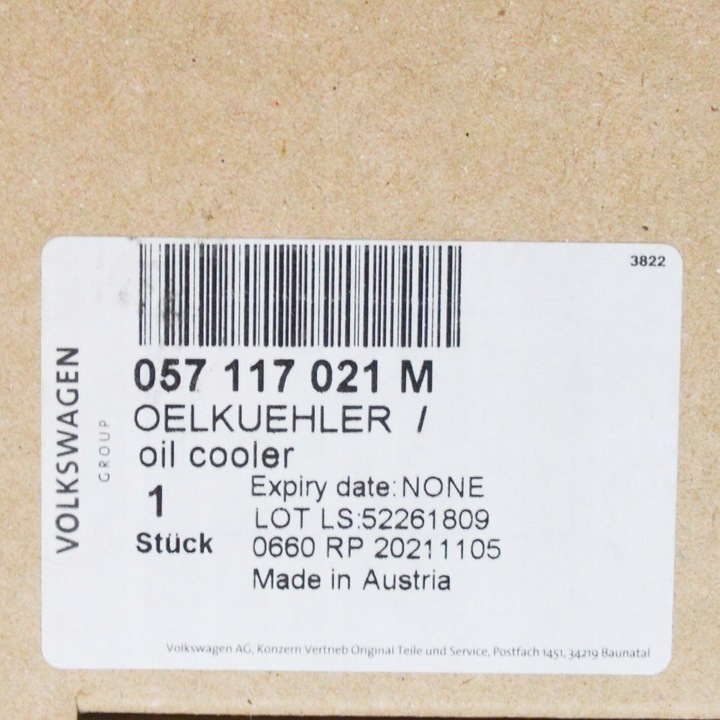 3822
057 117 021 M
OELKUEHLER /
oil cooler
1
Stück
Expiry date:NONE
LOT LS:52261809
0660 RP 20211105
Made in Austria
VOLKSWAGEN
GROUP
Volkswagen AG, Konzern Vertrieb Original Teile und Service, Postfach 1451, 34219 Baunatal